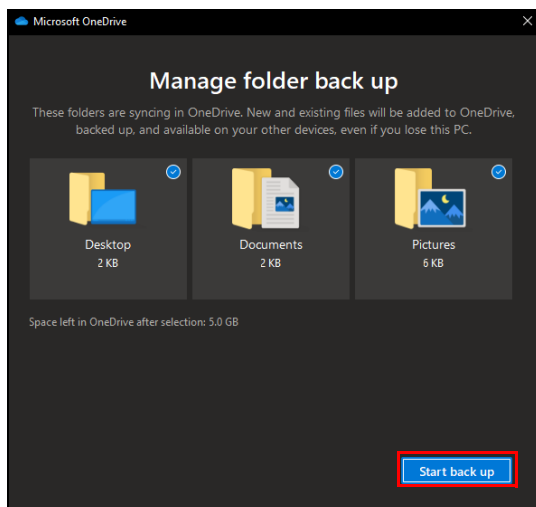 Microsoft OneDrive
Manage folder back up
These folders are syncing in OneDrive. New and existing files will be added to OneDrive,
backed up, and available on your other devices, even if you lose this PC.
Desktop
2 KB
Documents
2 KB
Pictures
6 KB
Space left in OneDrive after selection: 5.0 GB
Start back up